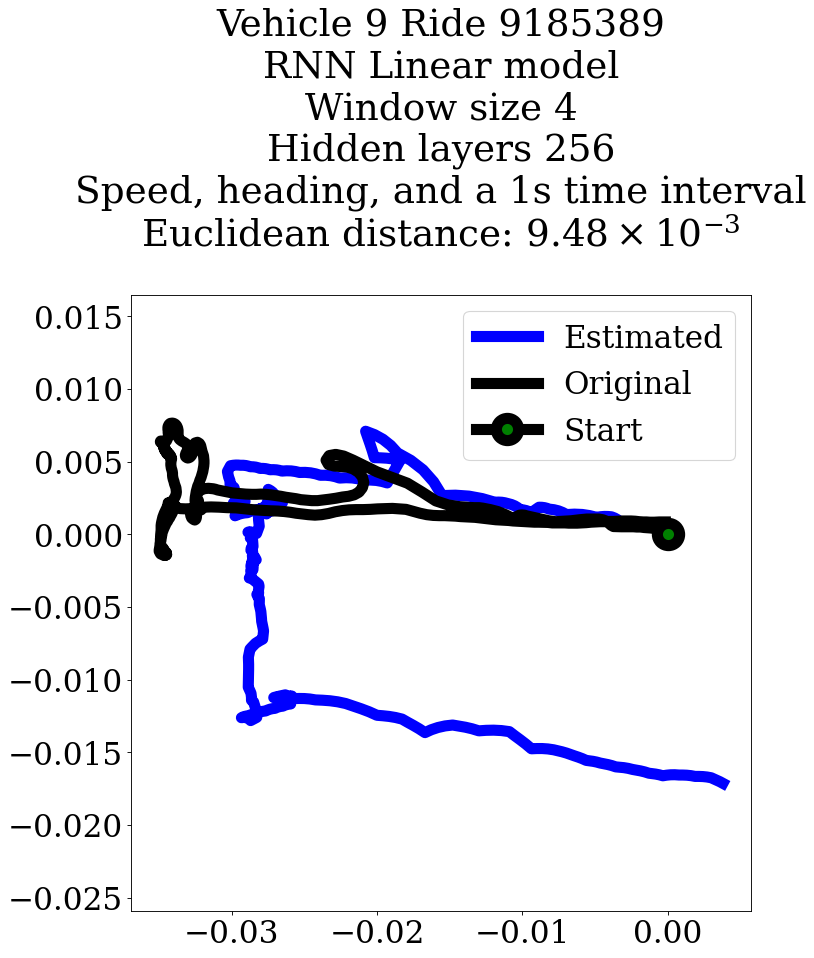 Vehicle 9 Ride 9185389
RNN Linear model
Window size 4
Hidden layers 256
Speed, heading, and a 1s time interval
Euclidean distance: 9.48 × 10⁻³
Estimated
Original
Start
0.015
0.010
0.005
0.000
−0.005
−0.010
−0.015
−0.020
−0.025
−0.03 −0.02 −0.01 0.00